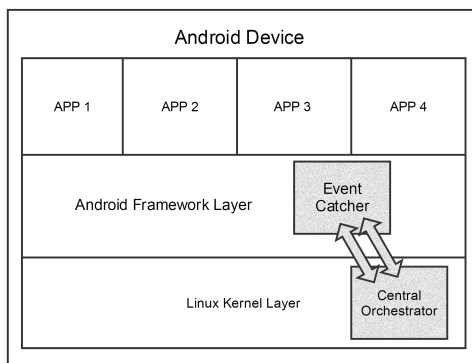 Android Device
APP 1
APP 2
APP 3
APP 4
Android Framework Layer
Event
Catcher
Linux Kernel Layer
Central
Orchestrator